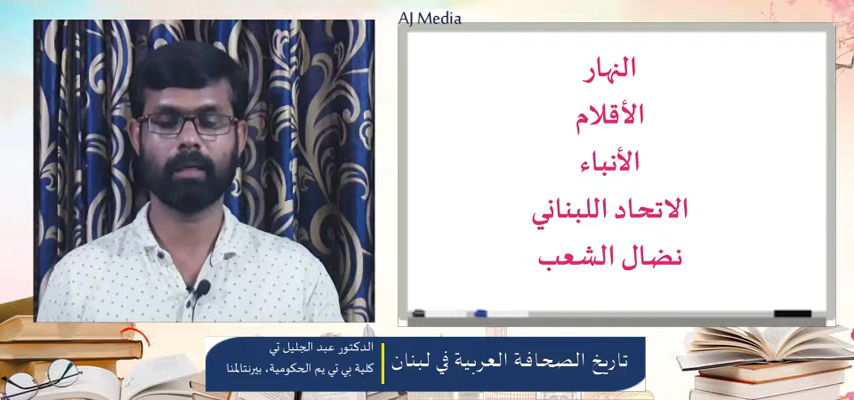 AJ Media
النهار
الأقلام
الأنباء
الاتحاد اللبناني
نضال الشعب
تاريخ الصحافة العربية في لبنان
الدكتور عبد الجليل تي
كلية بي تي يم الحكومية، بيرنتالمنا